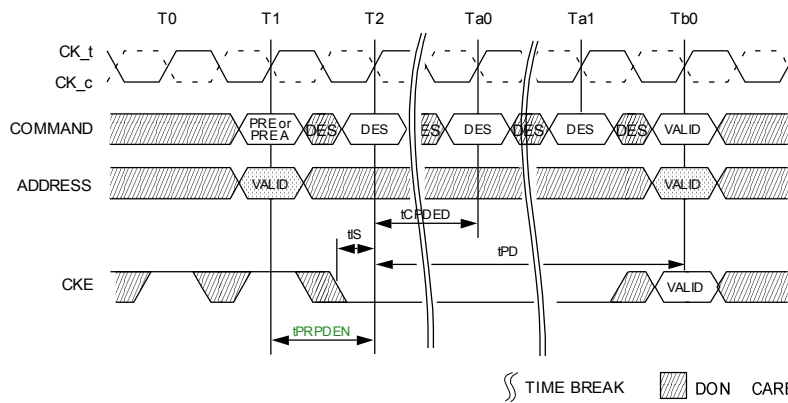 T0 T1 T2 Ta0 Ta1 Tb0
CK_t
CK_c
COMMAND PRE or PREA DES DES ES DES DES DES DES VALID
ADDRESS VALID VALID
tCPDED
tIS
tPD
CKE VALID
tPRPDEN
TIME BREAK DON CARE